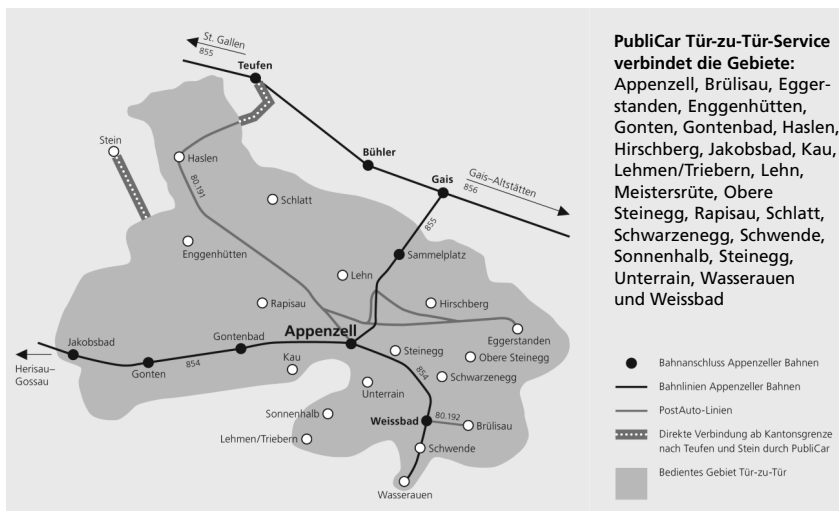 St. Gallen
855
Teufen
Stein
Haslen
80.191
Bühler
Gais–Altstätten
856
Gais
Schlatt
855
Enggenhütten
Sammelplatz
Lehn
Rapisau
Hirschberg
Appenzell
Eggerstanden
Jakobsbad
Gontenbad
Steinegg
Obere Steinegg
Herisau–
Gossau
Gonten
854
Kau
854
Schwarzenegg
Unterrain
Sonnenhalb
Weissbad
80.192
Brülisau
Lehmen/Triebern
Schwende
Wasserauen
PubliCar Tür-zu-Tür-Service
verbindet die Gebiete:
Appenzell, Brülisau, Egger-
standen, Enggenhütten,
Gonten, Gontenbad, Haslen,
Hirschberg, Jakobsbad, Kau,
Lehmen/Triebern, Lehn,
Meistersrüte, Obere
Steinegg, Rapisau, Schlatt,
Schwarzenegg, Schwende,
Sonnenhalb, Steinegg,
Unterrain, Wasserauen
und Weissbad
Bahnanschluss Appenzeller Bahnen
Bahnlinien Appenzeller Bahnen
PostAuto-Linien
Direkte Verbindung ab Kantonsgrenze
nach Teufen und Stein durch PubliCar
Bedientes Gebiet Tür-zu-Tür